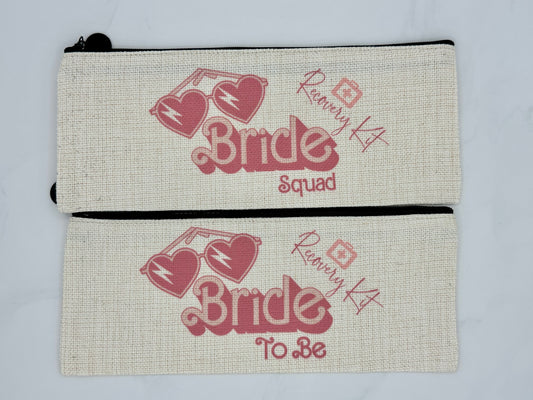 Recovery Kit
Bride
Squad
Recovery Kit
Bride
To Be